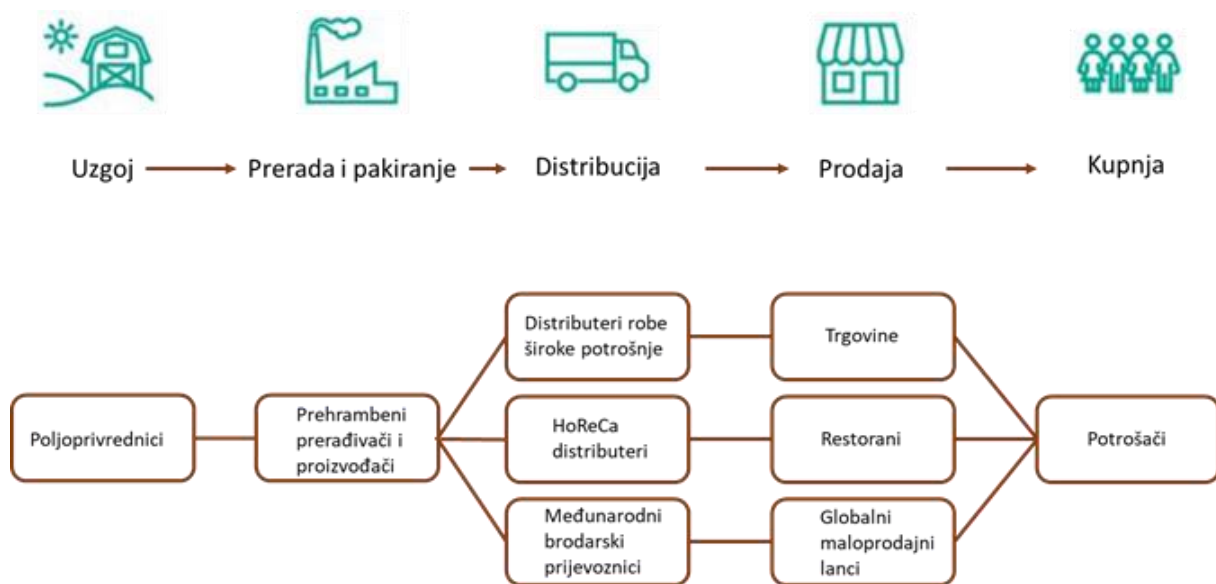 Uzgoj
Prerada i pakiranje
Distribucija
Prodaja
Kupnja
Distributeri robe
široke potrošnje
Trgovine
Poljoprivrednici
Prehrambeni
prerađivači i
proizvođači
HoReCa
distributeri
Restorani
Potrošači
Međunarodni
brodarski
prijevoznici
Globalni
maloprodajni
lanci